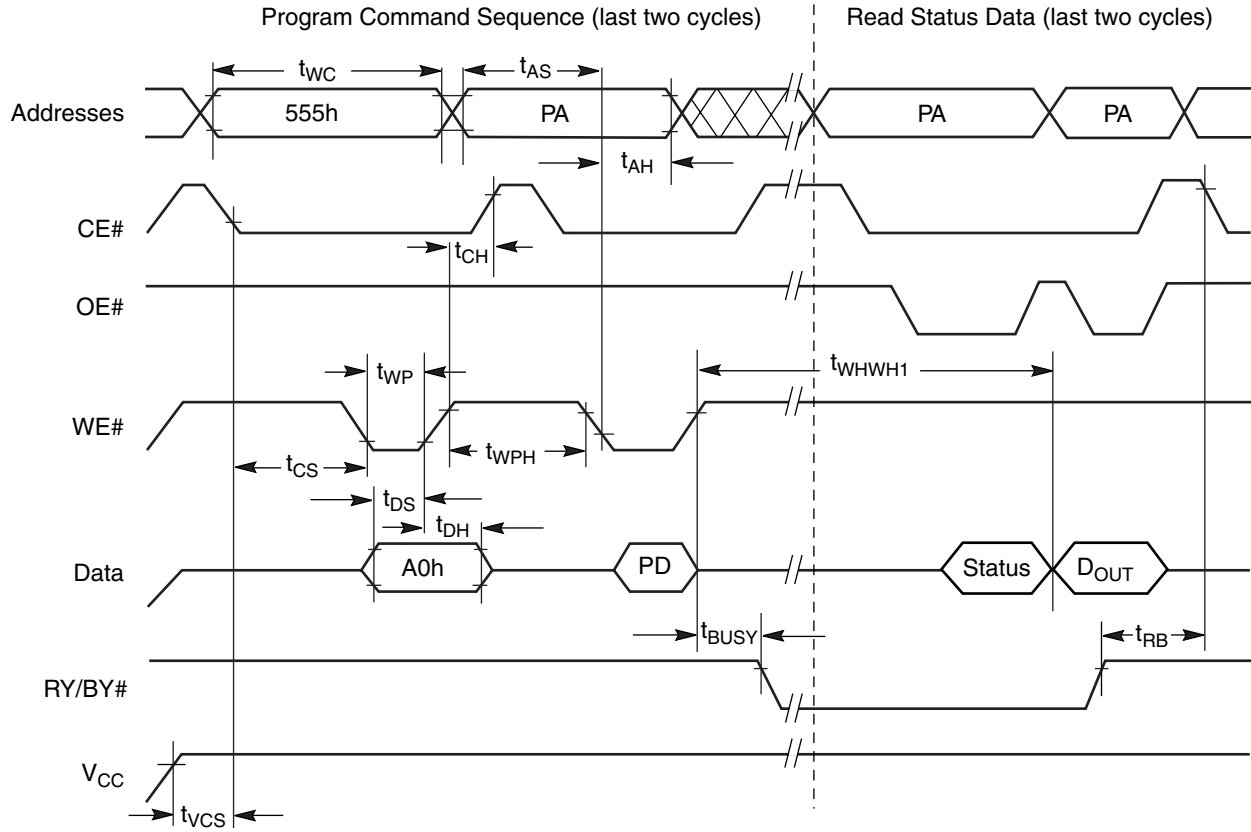 Program Command Sequence (last two cycles) Read Status Data (last two cycles)
tWC tAS
Addresses 555h PA PA PA
tAH
CE#
tCH
OE#
tWP tWHWH1
WE#
tCS tWPH
tDS
tDH
Data A0h PD Status DOUT
tBUSY tRB
RY/BY#
VCC
tVCS